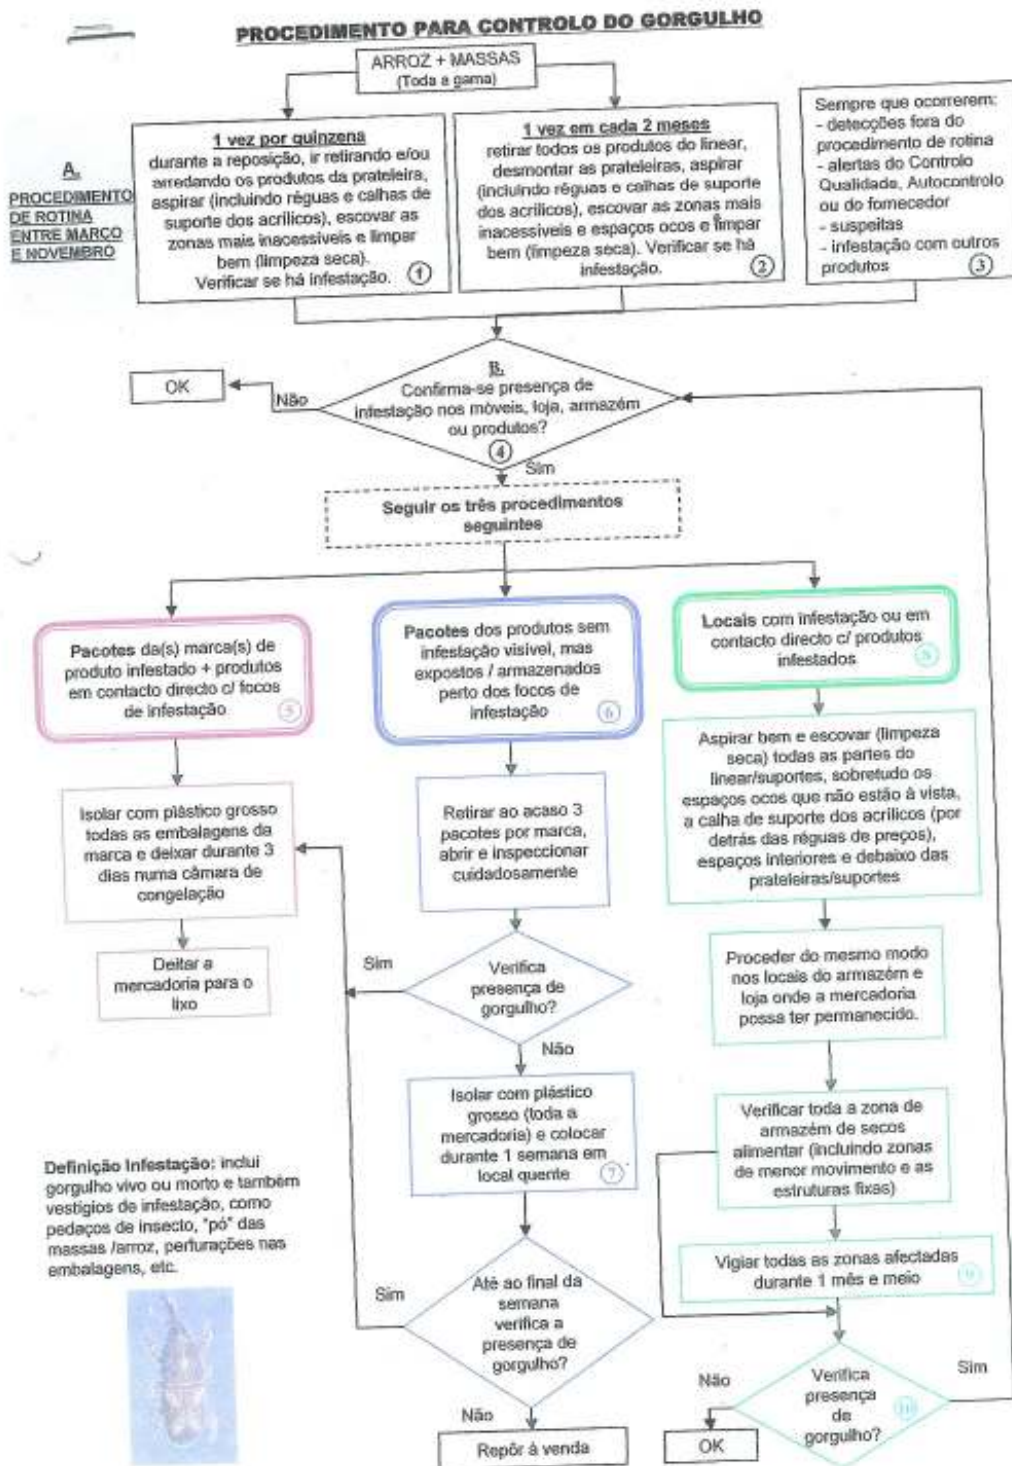 PROCEDIMENTO PARA CONTROLO DO GORGULHO
ARROZ + MASSAS
(Toda a gama)
A.
PROCEDIMENTO
DE ROTINA
ENTRE MARÇO
E NOVEMBRO
1 vez por quinzena
durante a reposição, ir retirando e/ou
arredando os produtos da prateleira,
aspirar (incluindo réguas e calhas de
suporte dos acrílicos), escovar as
zonas mais inacessíveis e limpar
bem (limpeza seca).
Verificar se há infestação.
1
1 vez em cada 2 meses
retirar todos os produtos do linear,
desmontar as prateleiras, aspirar
(incluindo réguas e calhas de suporte
dos acrílicos), escovar as zonas mais
inacessíveis e espaços ocos e limpar
bem (limpeza seca). Verificar se há
infestação.
2
Sempre que ocorrerem:
- detecções fora do
procedimento de rotina
- alertas do Controlo
Qualidade, Autocontrolo
ou do fornecedor
- suspeitas
- infestação com outros
produtos
3
B.
Confirma-se presença de
infestação nos móveis, loja, armazém
ou produtos?
4
Não
OK
Sim
Seguir os três procedimentos
seguintes
Pacotes da(s) marca(s) de
produto infestado + produtos
em contacto directo c/ focos
de infestação
5
Isolar com plástico grosso
todas as embalagens da
marca e deixar durante 3
dias numa câmara de
congelação
Deitar a
mercadoria para o
lixo
Pacotes dos produtos sem
infestação visível, mas
expostos / armazenados
perto dos focos de
infestação
6
Retirar ao acaso 3
pacotes por marca,
abrir e inspeccionar
cuidadosamente
Verifica
presença de
gorgulho?
Sim
Não
Isolar com plástico
grosso (toda a
mercadoria) e colocar
durante 1 semana em
local quente
7
Até ao final da
semana
verifica a
presença de
gorgulho?
Sim
Não
Repôr à venda
Locais com infestação ou em
contacto directo c/ produtos
infestados
8
Aspirar bem e escovar (limpeza
seca) todas as partes do
linear/suportes, sobretudo os
espaços ocos que não estão à vista,
a calha de suporte dos acrílicos (por
detrás das réguas de preços),
espaços interiores e debaixo das
prateleiras/suportes
Proceder do mesmo modo
nos locais do armazém e
loja onde a mercadoria
possa ter permanecido.
Verificar toda a zona de
armazém de secos
alimentar (incluindo zonas
de menor movimento e as
estruturas fixas)
Vigiar todas as zonas afectadas
durante 1 mês e meio
9
Verifica
presença
de
gorgulho?
10
Não
Sim
OK
Definição Infestação: inclui
gorgulho vivo ou morto e também
vestígios de infestação, como
pedaços de insecto, "pó" das
massas /arroz, perfurações nas
embalagens, etc.